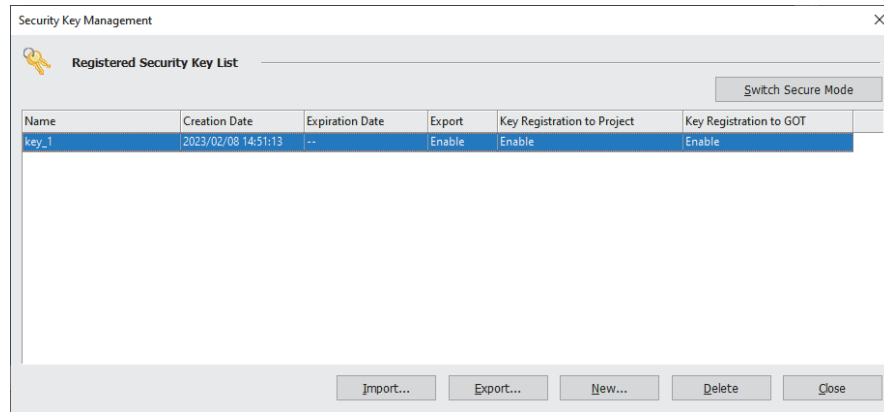 Security Key Management
Registered Security Key List
Switch Secure Mode
Name Creation Date Expiration Date Export Key Registration to Project Key Registration to GOT
key_1 2023/02/08 14:51:13 -- Enable Enable Enable
Import... Export... New... Delete Close